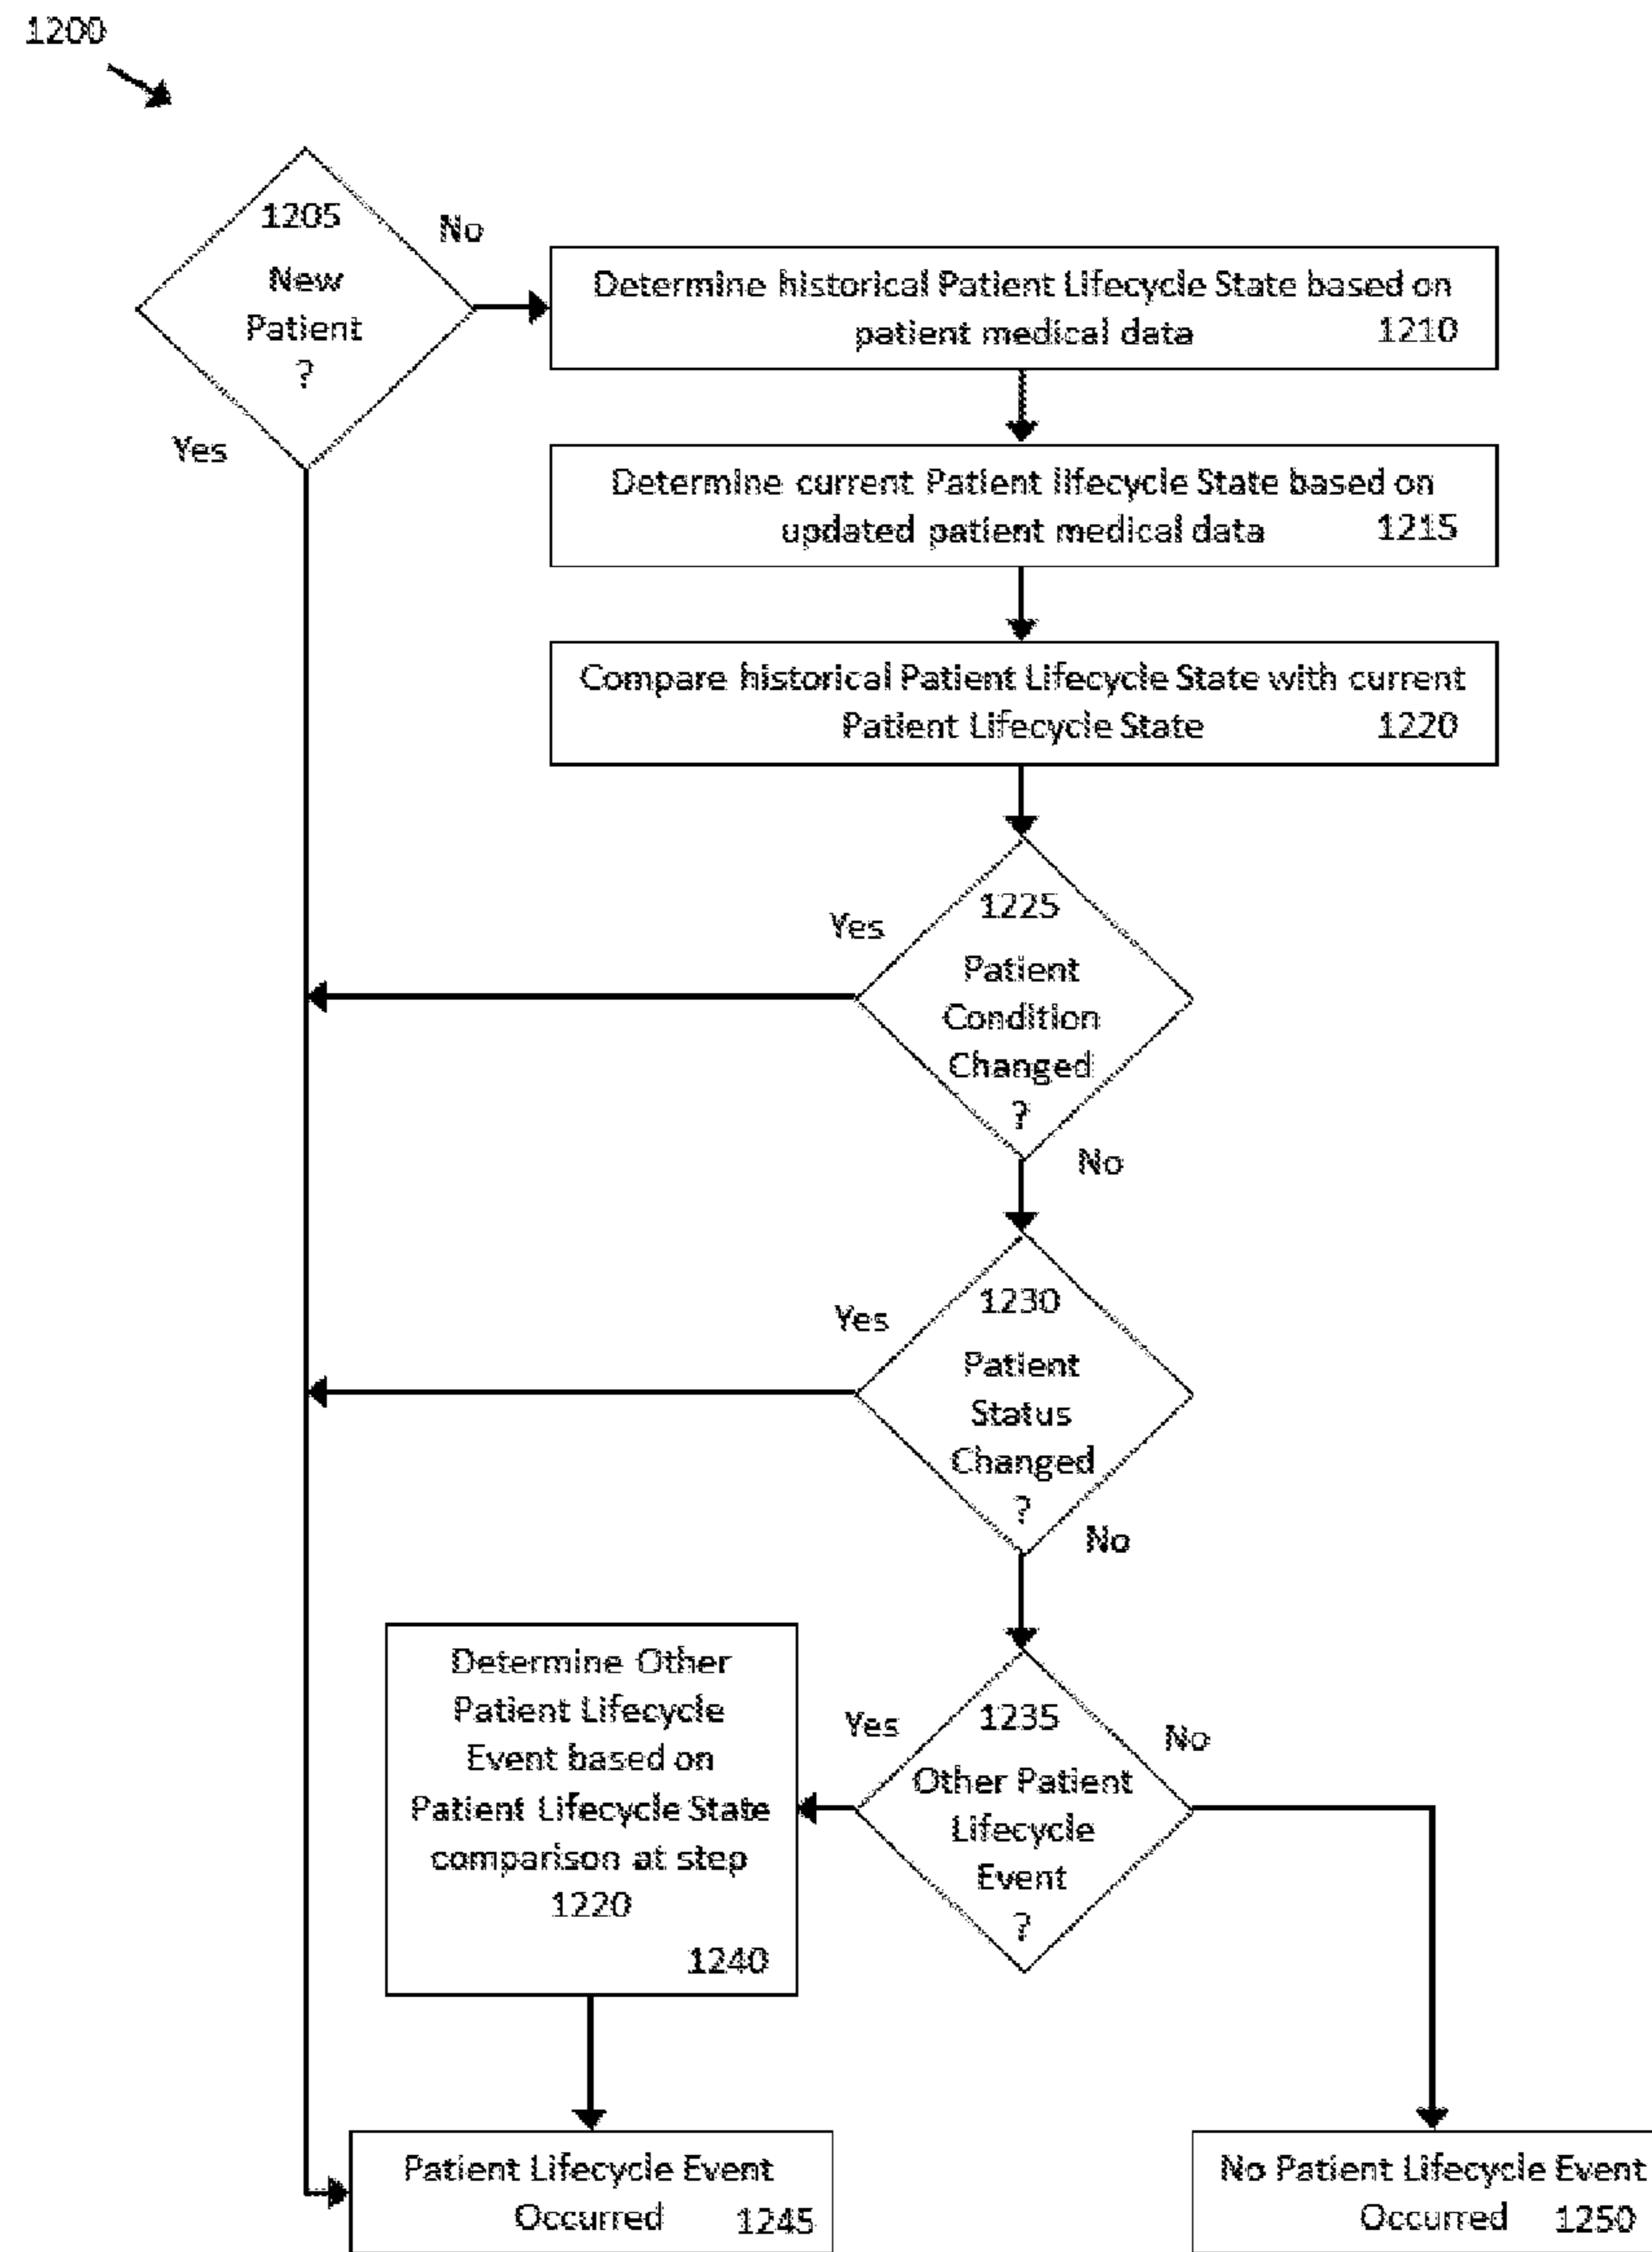 1200
1205
New
Patient
?
No
Yes
Determine historical Patient Lifecycle State based on
patient medical data 1210
Determine current Patient lifecycle State based on
updated patient medical data 1215
Compare historical Patient Lifecycle State with current
Patient Lifecycle State 1220
Yes
1225
Patient
Condition
Changed
?
No
Yes
1230
Patient
Status
Changed
?
No
Determine Other
Patient Lifecycle
Event based on
Patient Lifecycle State
comparison at step
1220
1240
Yes
1235
Other Patient
Lifecycle
Event
?
No
Patient Lifecycle Event
Occurred 1245
No Patient Lifecycle Event
Occurred 1250